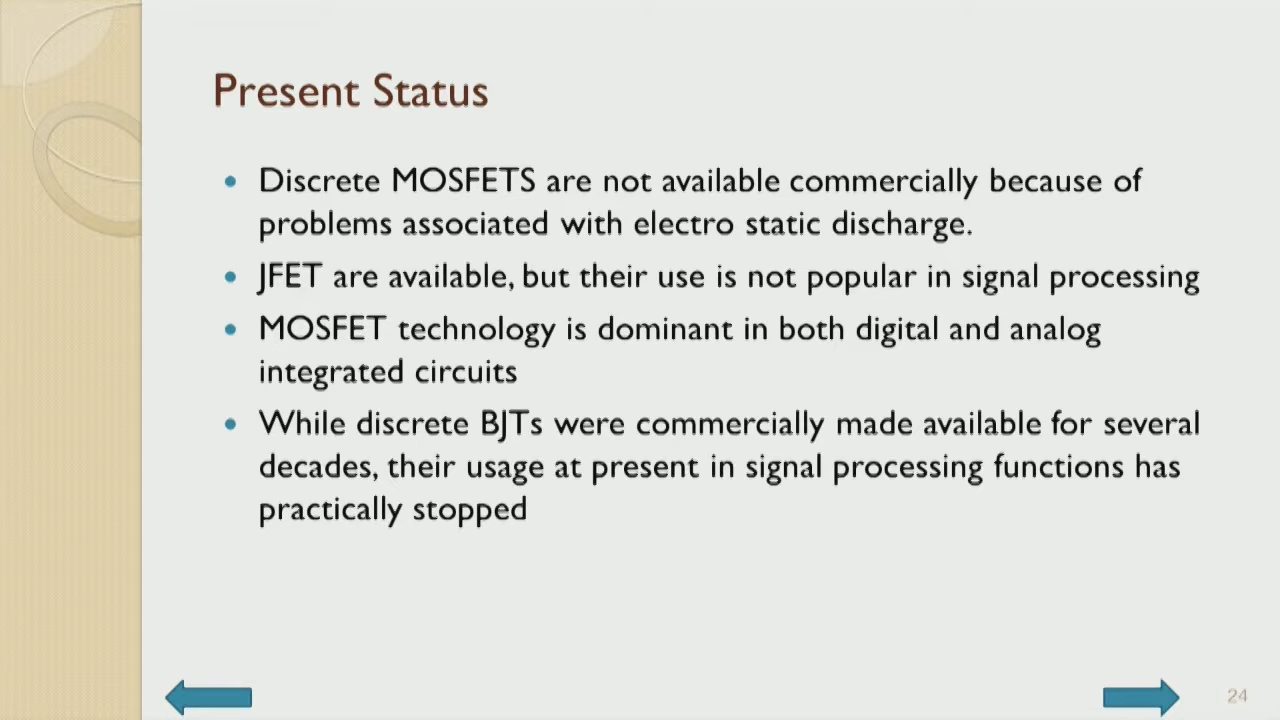 Present Status
Discrete MOSFETS are not available commercially because of
problems associated with electro static discharge.
JFET are available, but their use is not popular in signal processing
MOSFET technology is dominant in both digital and analog
integrated circuits
While discrete BJTs were commercially made available for several
decades, their usage at present in signal processing functions has
practically stopped
24